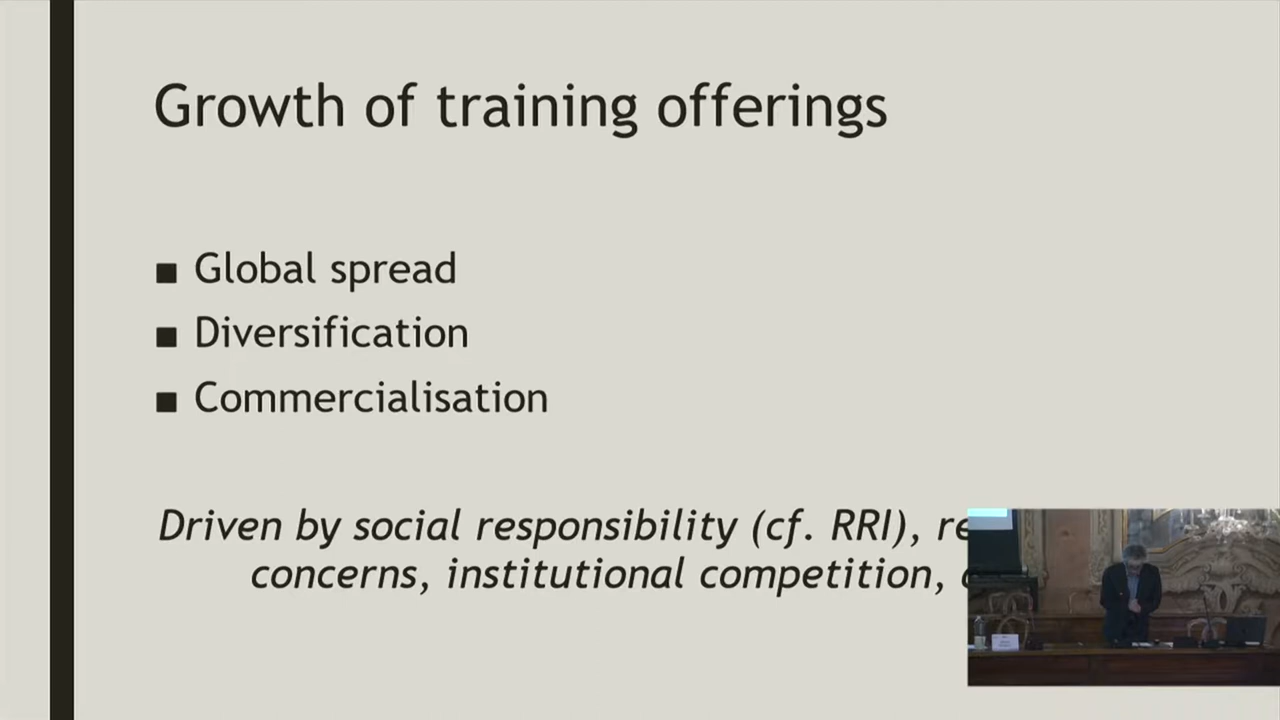 Growth of training offerings
■ Global spread
■ Diversification
■ Commercialisation
Driven by social responsibility (cf. RRI),
concerns, institutional competition,